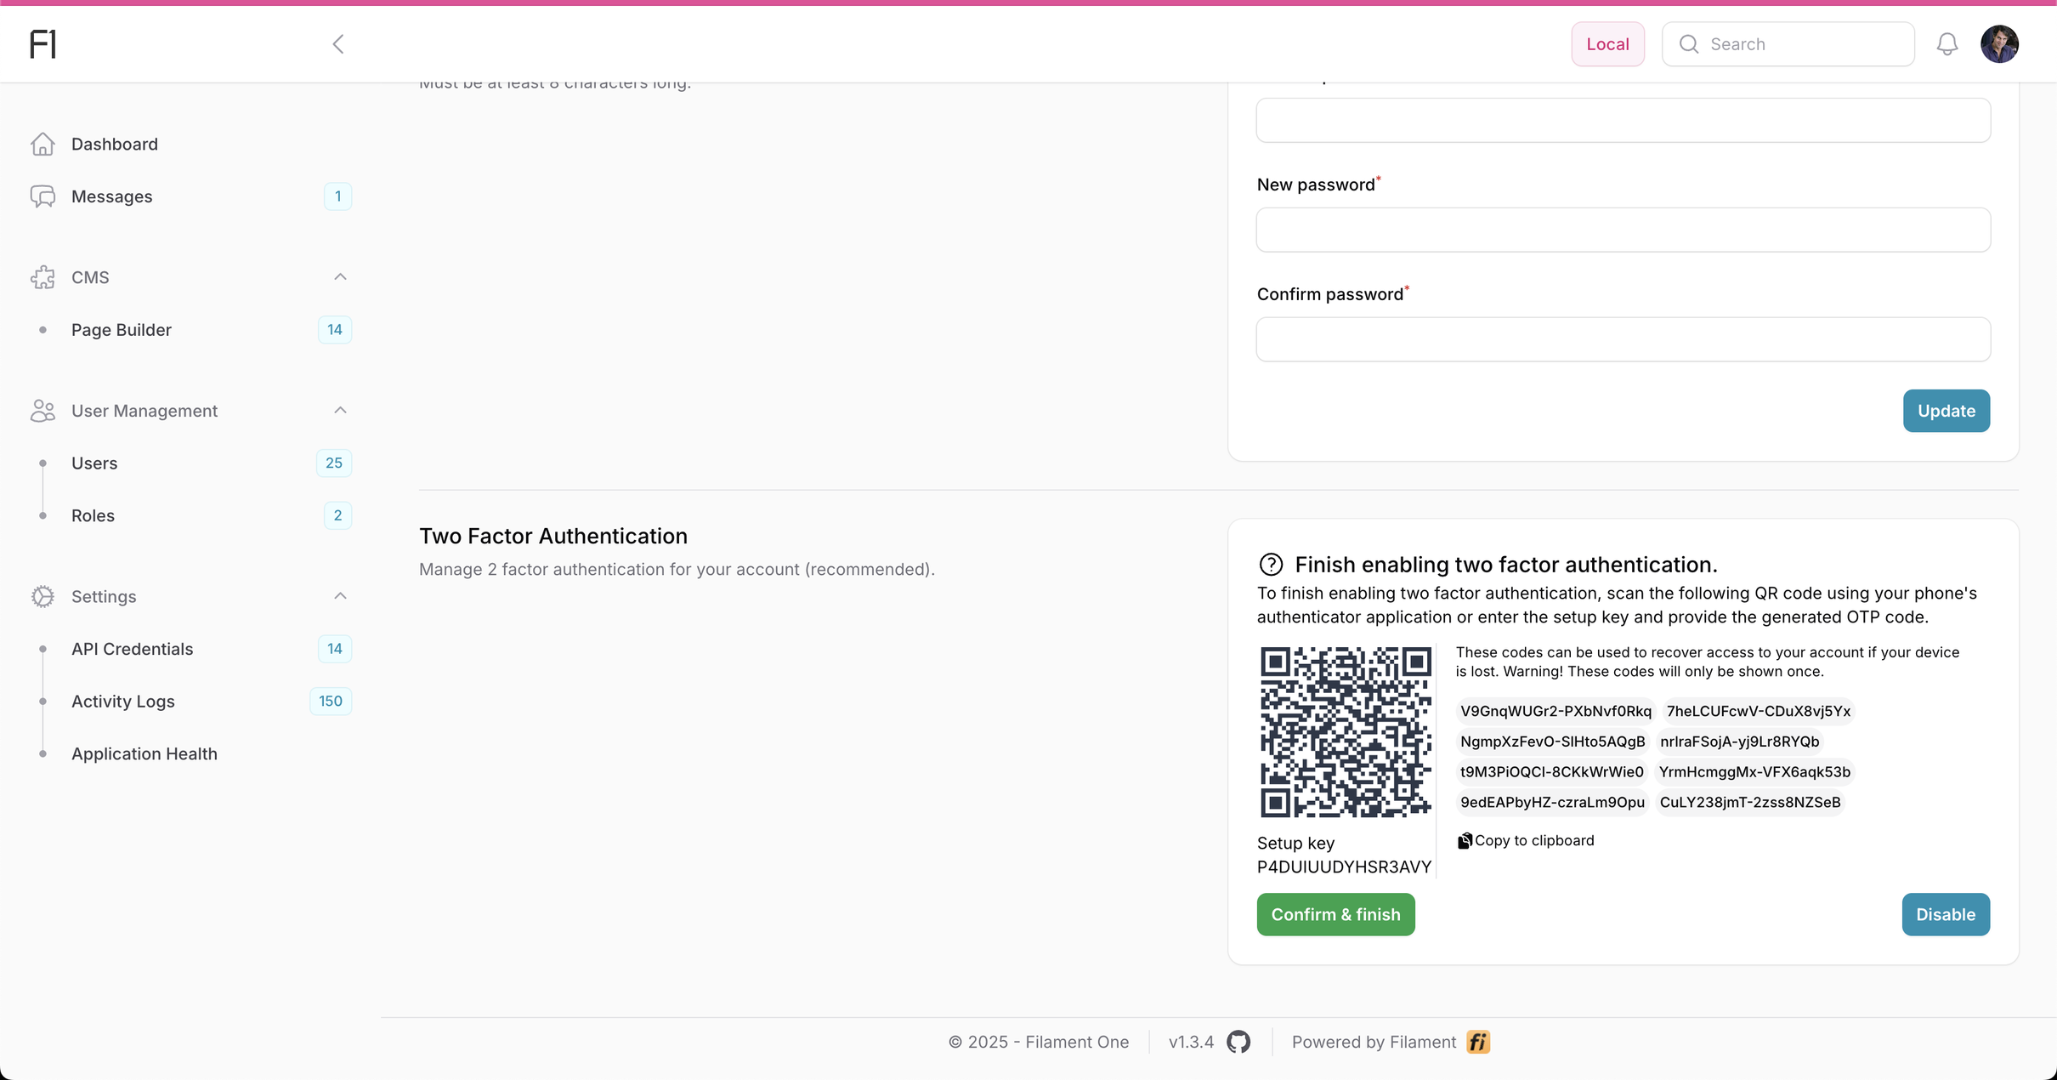 F1
Local
Search
Must be at least 8 characters long.
Dashboard
Messages 1
CMS
Page Builder 14
User Management
Users 25
Roles 2
Settings
API Credentials 14
Activity Logs 150
Application Health
New password*
Confirm password*
Update
Two Factor Authentication
Manage 2 factor authentication for your account (recommended).
Finish enabling two factor authentication.
To finish enabling two factor authentication, scan the following QR code using your phone's
authenticator application or enter the setup key and provide the generated OTP code.
These codes can be used to recover access to your account if your device
is lost. Warning! These codes will only be shown once.
V9GnqWUGr2-PXbNvf0Rkq 7heLCUFcwV-CDuX8vj5Yx
NgmpXzFevO-SlHto5AQgB nrlraFSojA-yj9Lr8RYQb
t9M3PiOQCl-8CKkWrWie0 YrmHcmggMx-VFX6aqk53b
9edEAPbyHZ-czraLm9Opu CuLY238jmT-2zss8NZSeB
Copy to clipboard
Setup key
P4DUIUUDYHSR3AVY
Confirm & finish
Disable
© 2025 - Filament One
v1.3.4
Powered by Filament fi